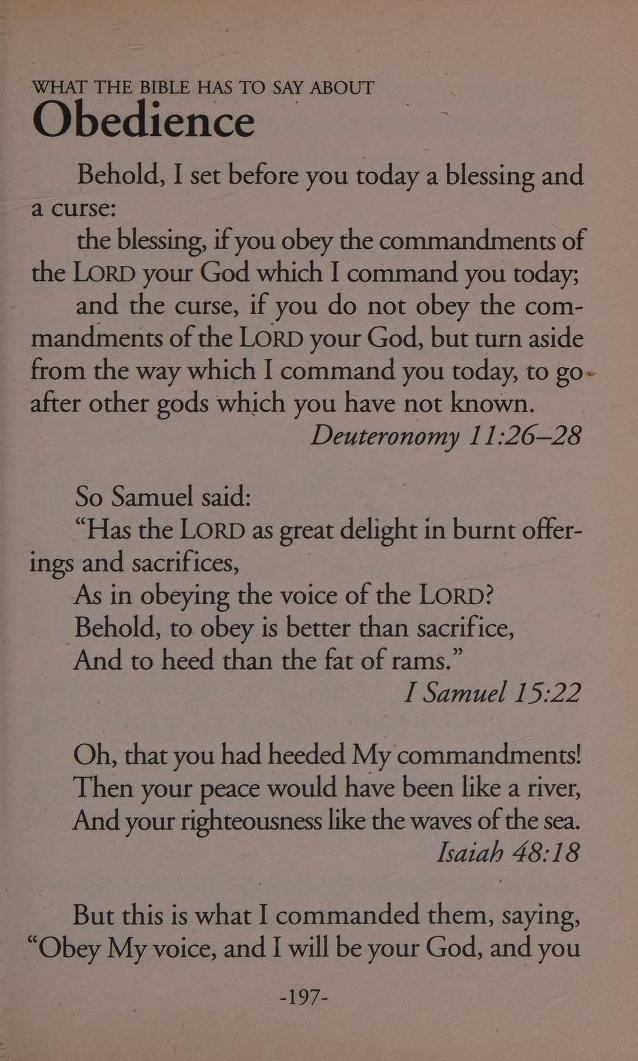 WHAT THE BIBLE HAS TO SAY ABOUT
Obedience
Behold, I set before you today a blessing and
a curse:
the blessing, if you obey the commandments of
the LORD your God which I command you today;
and the curse, if you do not obey the com-
mandments of the LORD your God, but turn aside
from the way which I command you today, to go
after other gods which you have not known.
Deuteronomy 11:26–28
So Samuel said:
“Has the LORD as great delight in burnt offer-
ings and sacrifices,
As in obeying the voice of the LORD?
Behold, to obey is better than sacrifice,
And to heed than the fat of rams.”
I Samuel 15:22
Oh, that you had heeded My commandments!
Then your peace would have been like a river,
And your righteousness like the waves of the sea.
Isaiah 48:18
But this is what I commanded them, saying,
“Obey My voice, and I will be your God, and you
-197-